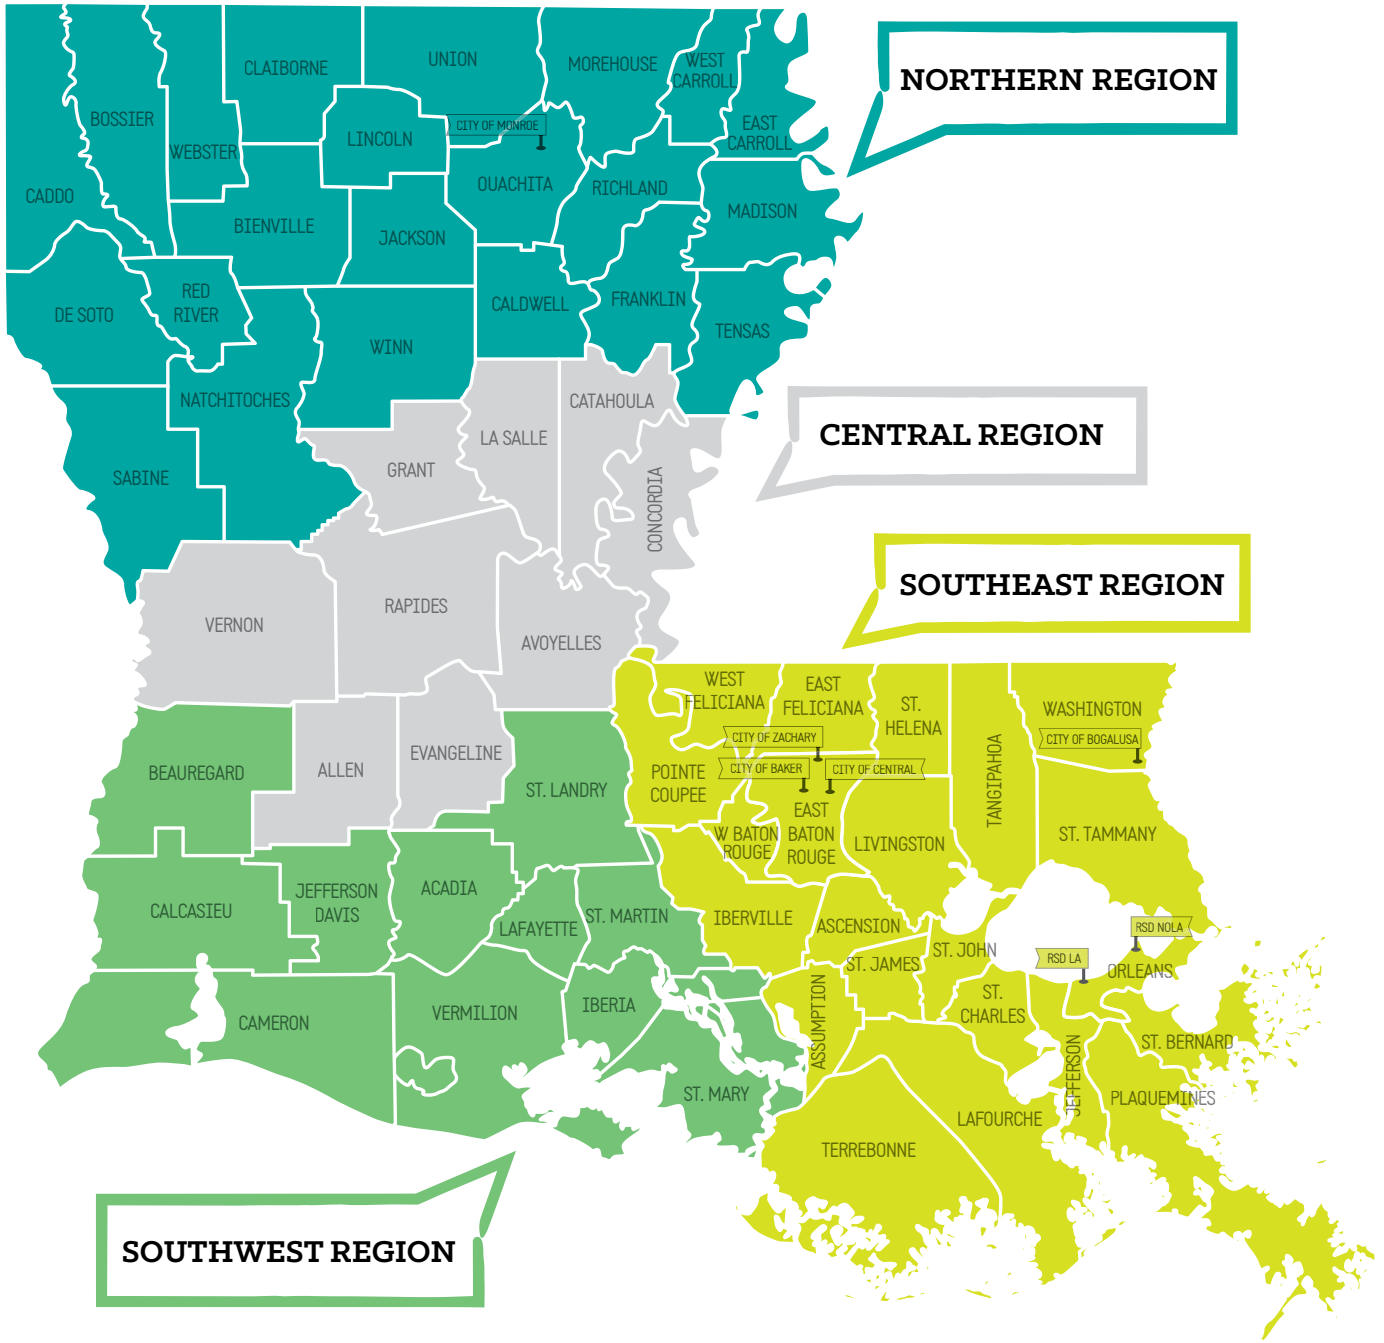 NORTHERN REGION
CLAIBORNE
UNION
MOREHOUSE
WEST
CARROLL
EAST
CARROLL
BOSSIER
WEBSTER
LINCOLN
CITY OF MONROE
CADDO
OUACHITA
RICHLAND
MADISON
BIENVILLE
JACKSON
RED
RIVER
DE SOTO
CALDWELL
FRANKLIN
TENSAS
WINN
NATCHITOCHES
SABINE
CENTRAL REGION
CATAHOULA
LA SALLE
GRANT
CONCORDIA
VERNON
RAPIDES
AVOYELLES
ALLEN
EVANGELINE
SOUTHEAST REGION
WEST
FELICIANA
EAST
FELICIANA
ST.
HELENA
TANGIPAHOA
WASHINGTON
CITY OF BOGALUSA
CITY OF ZACHARY
CITY OF BAKER
CITY OF CENTRAL
POINTE
COUPEE
W BATON
ROUGE
EAST
BATON
ROUGE
LIVINGSTON
ST. TAMMANY
IBERVILLE
ASCENSION
ST. JAMES
ST. JOHN
RSD NOLA
RSD LA
ORLEANS
ST.
CHARLES
ASSUMPTION
JEFFERSON
ST. BERNARD
PLAQUEMINES
LAFOURCHE
TERREBONNE
BEAUREGARD
ST. LANDRY
CALCASIEU
JEFFERSON
DAVIS
ACADIA
LAFAYETTE
ST. MARTIN
CAMERON
VERMILION
IBERIA
ST. MARY
SOUTHWEST REGION